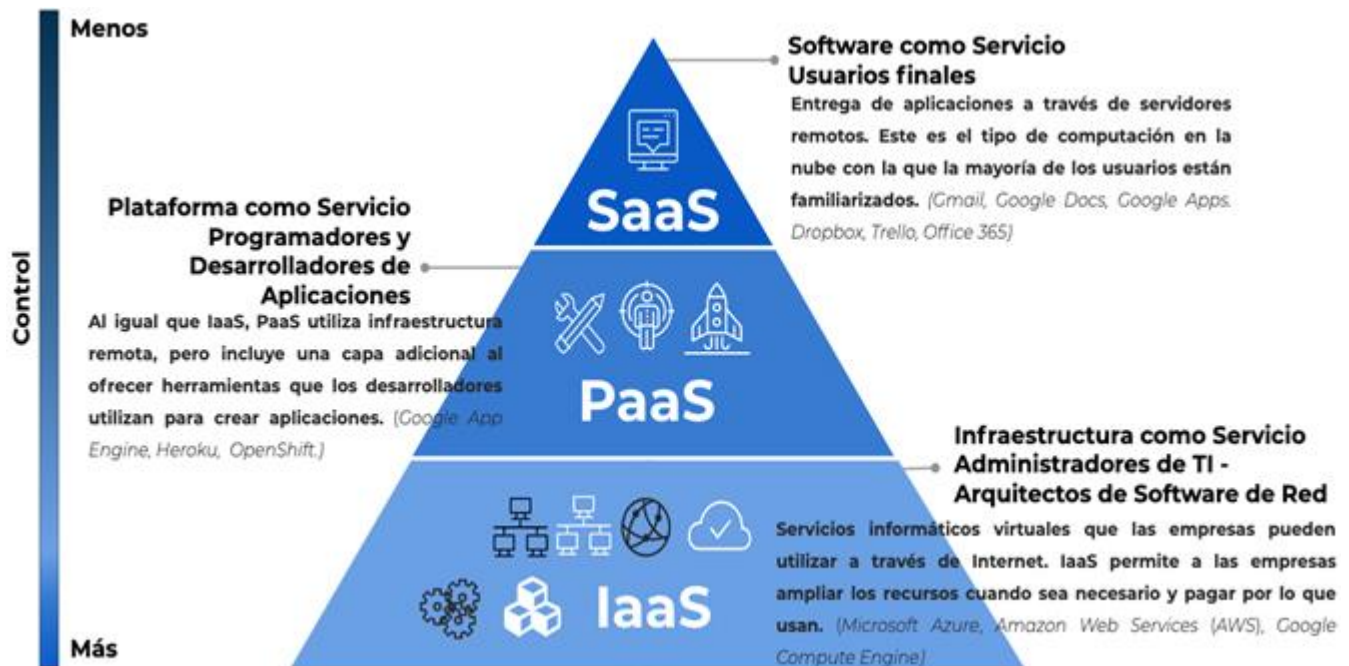 Menos
Software como Servicio
Usuarios finales
Entrega de aplicaciones a través de servidores
remotos. Este es el tipo de computación en la
nube con la que la mayoría de los usuarios están
familiarizados. (Gmail, Google Docs, Google Apps.
Dropbox, Trello, Office 365)
SaaS
Plataforma como Servicio
Programadores y
Desarrolladores de
Aplicaciones
Al igual que IaaS, PaaS utiliza infraestructura
remota, pero incluye una capa adicional al
ofrecer herramientas que los desarrolladores
utilizan para crear aplicaciones. (Google App
Engine, Heroku, OpenShift.)
Control
PaaS
Infraestructura como Servicio
Administradores de TI -
Arquitectos de Software de Red
Servicios informáticos virtuales que las empresas pueden
utilizar a través de Internet. IaaS permite a las empresas
ampliar los recursos cuando sea necesario y pagar por lo que
usan. (Microsoft Azure, Amazon Web Services (AWS), Google
Compute Engine)
IaaS
Más